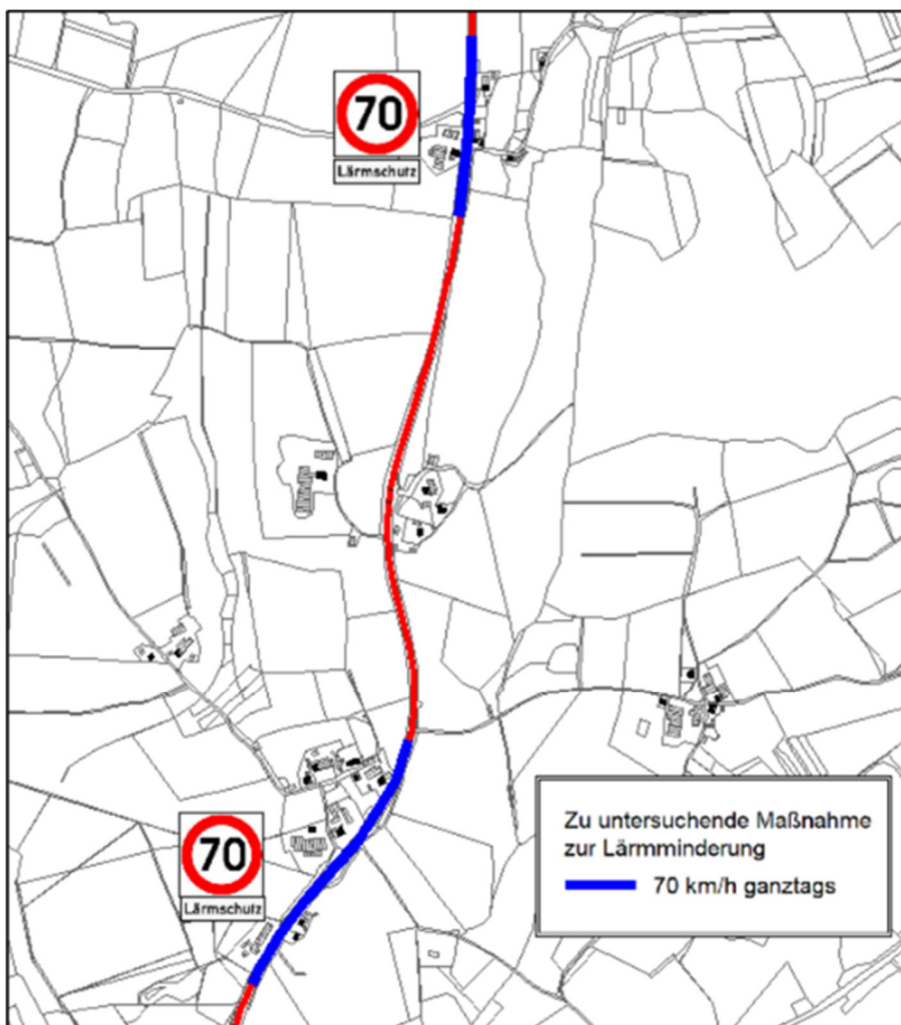 70
Lärmschutz
70
Lärmschutz
Zu untersuchende Maßnahme
zur Lärmminderung
70 km/h ganztags